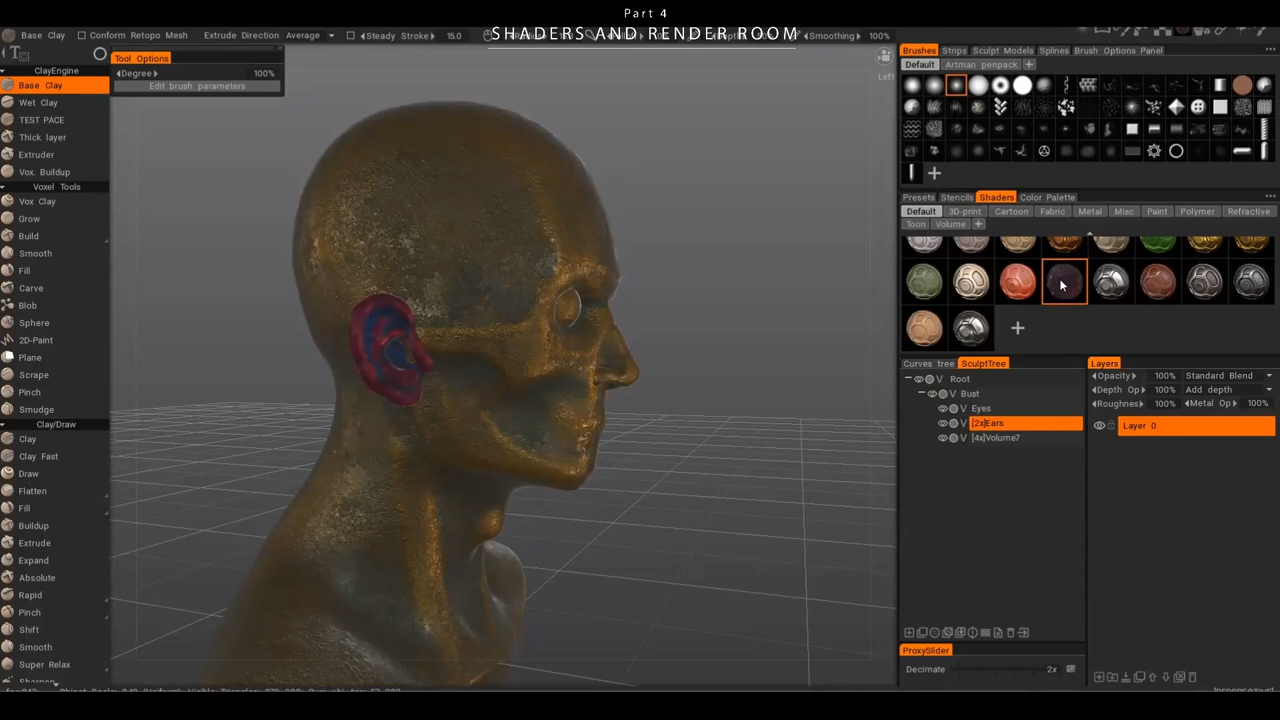 Part 4
SHADERS AND RENDER ROOM
Base Clay
Conform Retopo Mesh
Extrude Direction
Average
Steady Stroke
15.0
Smoothing
100%
Tool Options
Degree
100%
Edit brush parameters
Left
ClayEngine
Base Clay
Wet Clay
TEST PACE
Thick layer
Extruder
Vox. Buildup
Voxel Tools
Vox Clay
Grow
Build
Smooth
Fill
Carve
Blob
Sphere
2D-Paint
Plane
Scrape
Pinch
Smudge
Clay/Draw
Clay
Clay Fast
Draw
Flatten
Fill
Buildup
Extrude
Expand
Absolute
Rapid
Pinch
Shift
Smooth
Super Relax
Brushes Strips Sculpt Models Splines Brush Options Panel
Default Artman penpack
Presets Stencils Shaders Color Palette
Default 3D-print Cartoon Fabric Metal Misc Paint Polymer Refractive
Toon Volume
Curves tree SculptTree
V Root
V Bust
V Eyes
V [2x]Ears
V [4x]Volume7
Layers
Opacity 100% Standard Blend
Depth Op 100% Add depth
Roughness 100% Metal Op 100%
Layer 0
ProxySlider
Decimate 2x